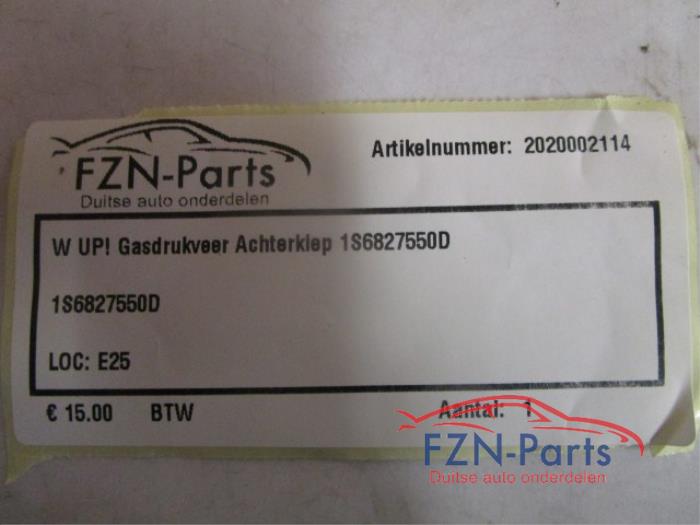 FZN-Parts
Duitse auto onderdelen
Artikelnummer: 2020002114
W UP! Gasdrukveer Achterklep 1S6827550D
1S6827550D
LOC: E25
€ 15.00 BTW Aantal: 1
FZN-Parts
Duitse auto onderdelen